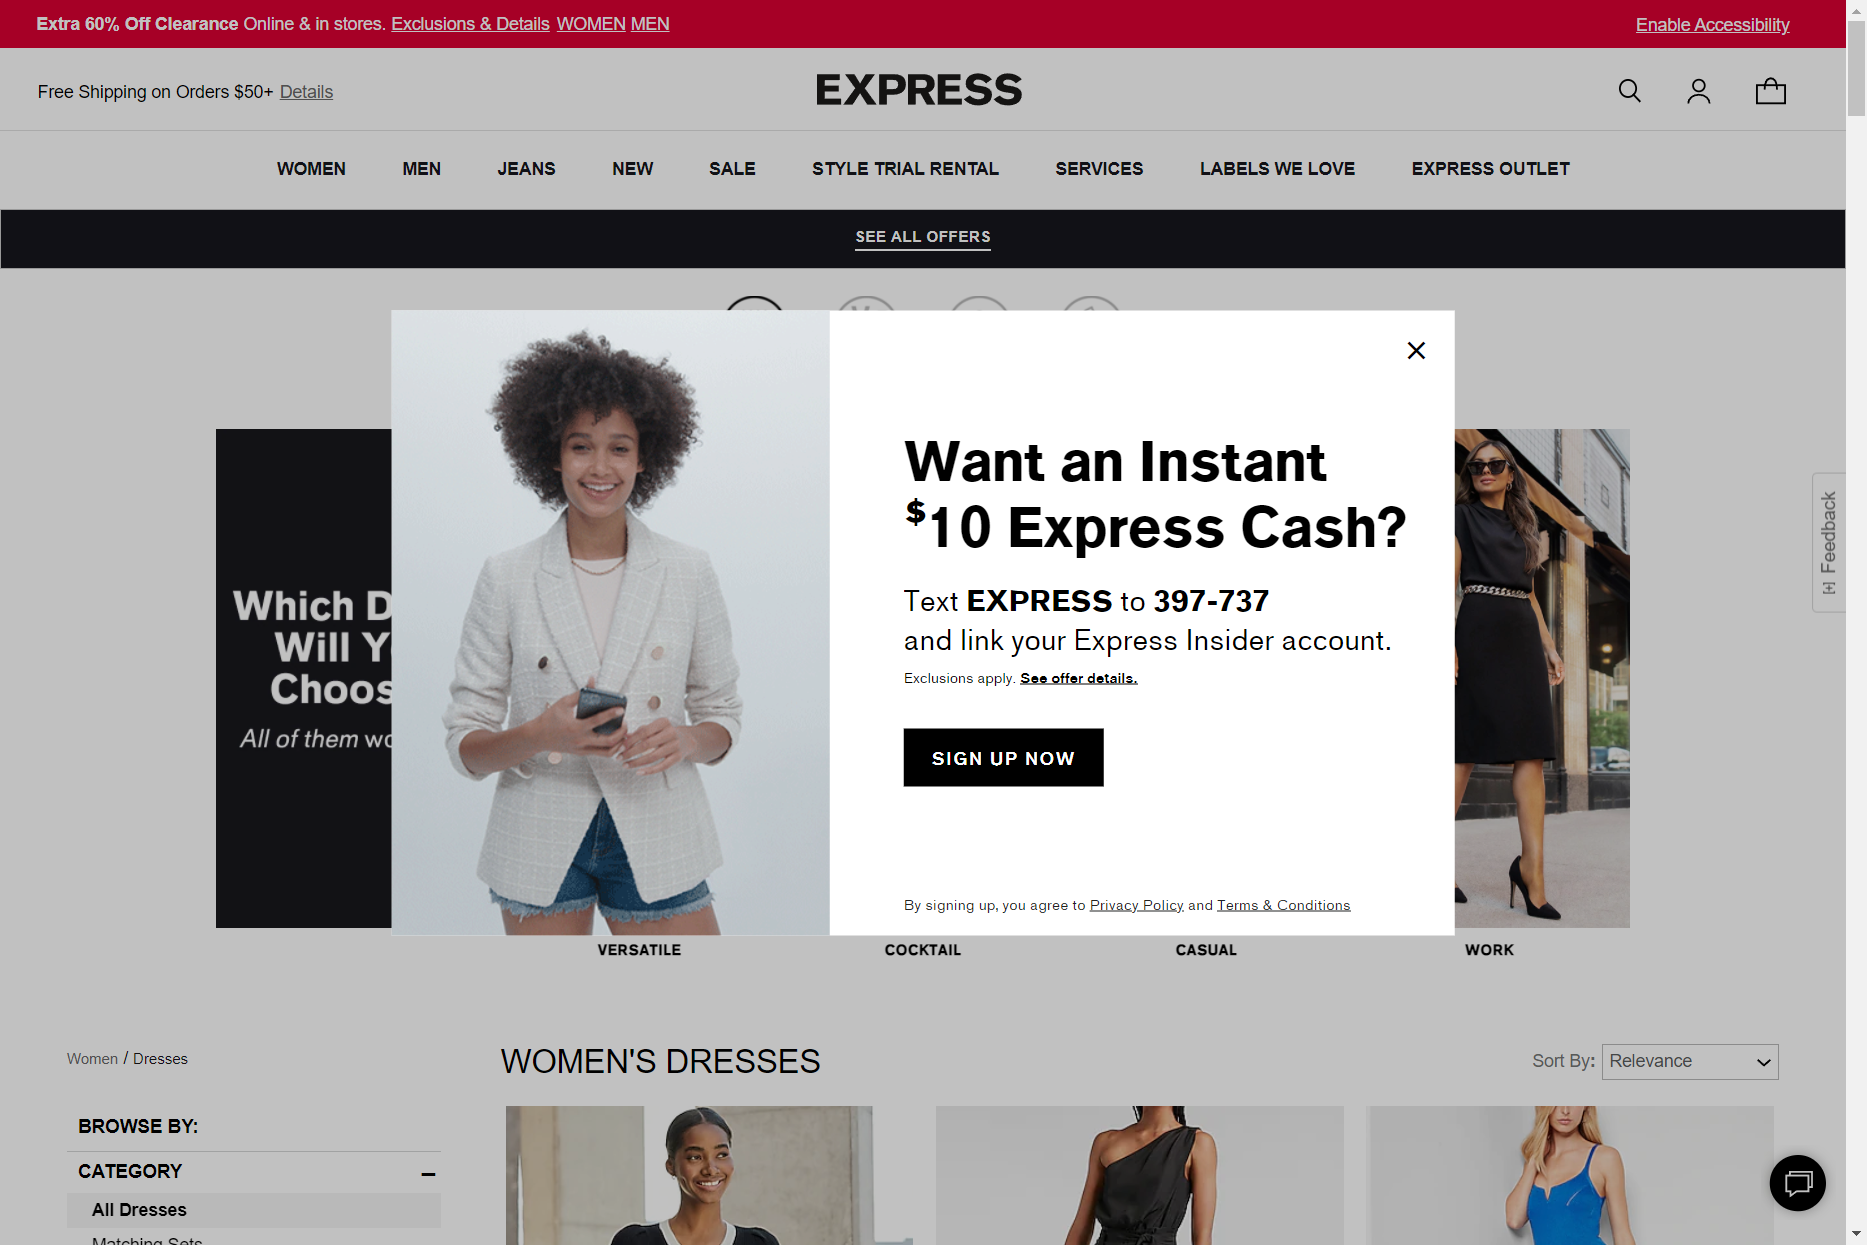 Extra 60% Off Clearance Online & in stores. Exclusions & Details WOMEN MEN
Enable Accessibility
Free Shipping on Orders $50+ Details
EXPRESS
WOMEN MEN JEANS NEW SALE STYLE TRIAL RENTAL SERVICES LABELS WE LOVE EXPRESS OUTLET
SEE ALL OFFERS
Which
Will
All of them
Want an Instant
$10 Express Cash?
Text EXPRESS to 397-737
and link your Express Insider account.
Exclusions apply. See offer details.
SIGN UP NOW
By signing up, you agree to Privacy Policy and Terms & Conditions
[+] Feedback
VERSATILE COCKTAIL CASUAL WORK
Women / Dresses
WOMEN'S DRESSES
Sort By: Relevance
BROWSE BY:
CATEGORY
All Dresses
Matching Sets